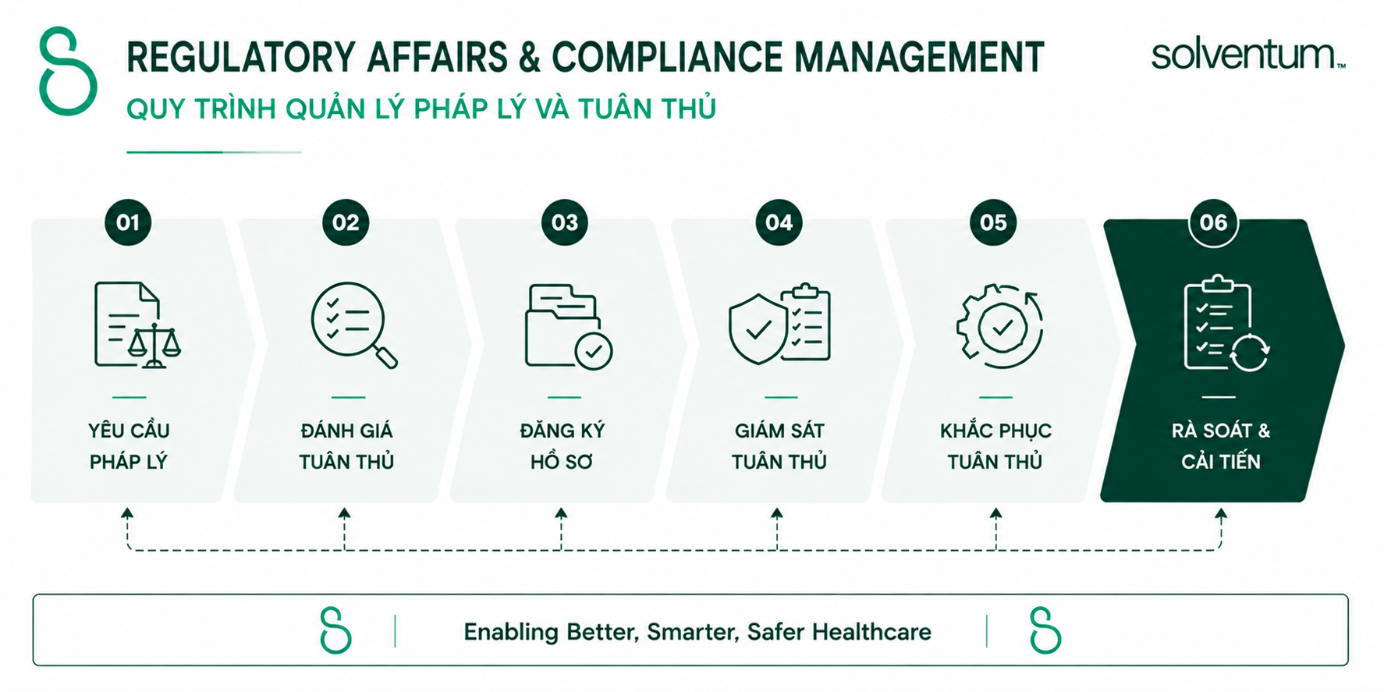 REGULATORY AFFAIRS & COMPLIANCE MANAGEMENT
solventum™
QUY TRÌNH QUẢN LÝ PHÁP LÝ VÀ TUÂN THỦ
01
YÊU CẦU
PHÁP LÝ
02
ĐÁNH GIÁ
TUÂN THỦ
03
ĐĂNG KÝ
HỒ SƠ
04
GIÁM SÁT
TUÂN THỦ
05
KHẮC PHỤC
TUÂN THỦ
06
RÀ SOÁT &
CẢI TIẾN
Enabling Better, Smarter, Safer Healthcare